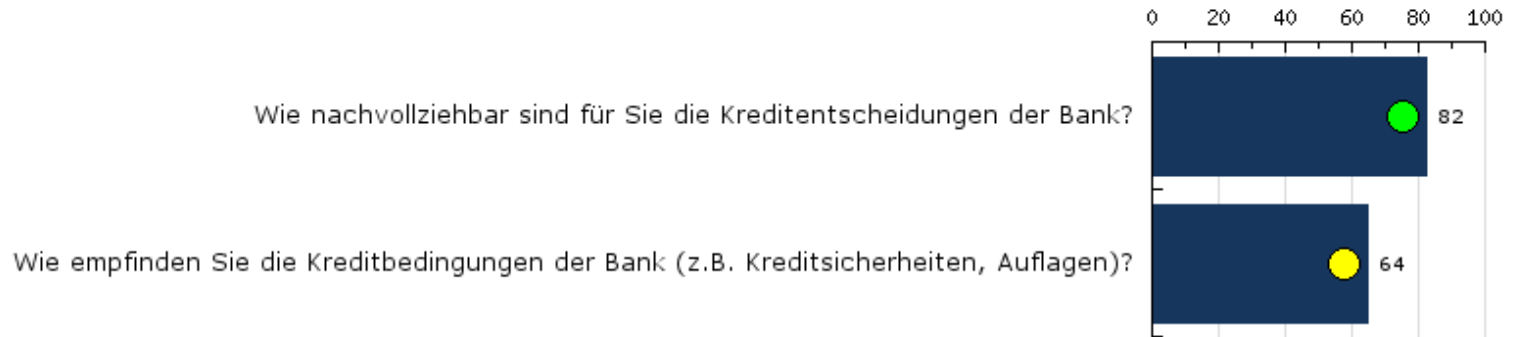 0 20 40 60 80 100
Wie nachvollziehbar sind für Sie die Kreditentscheidungen der Bank? 82
Wie empfinden Sie die Kreditbedingungen der Bank (z.B. Kreditsicherheiten, Auflagen)? 64